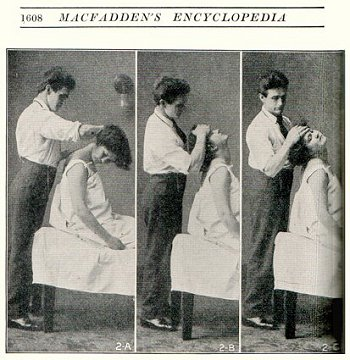 1608 MACFADDEN'S ENCYCLOPEDIA
2-A 2-B 2-C